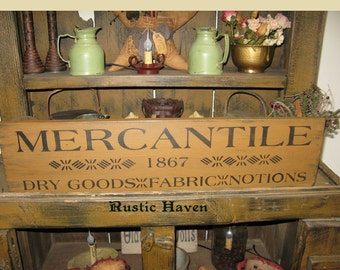 MERCANTILE
1867
DRY GOODS FABRIC NOTIONS
Rustic Haven